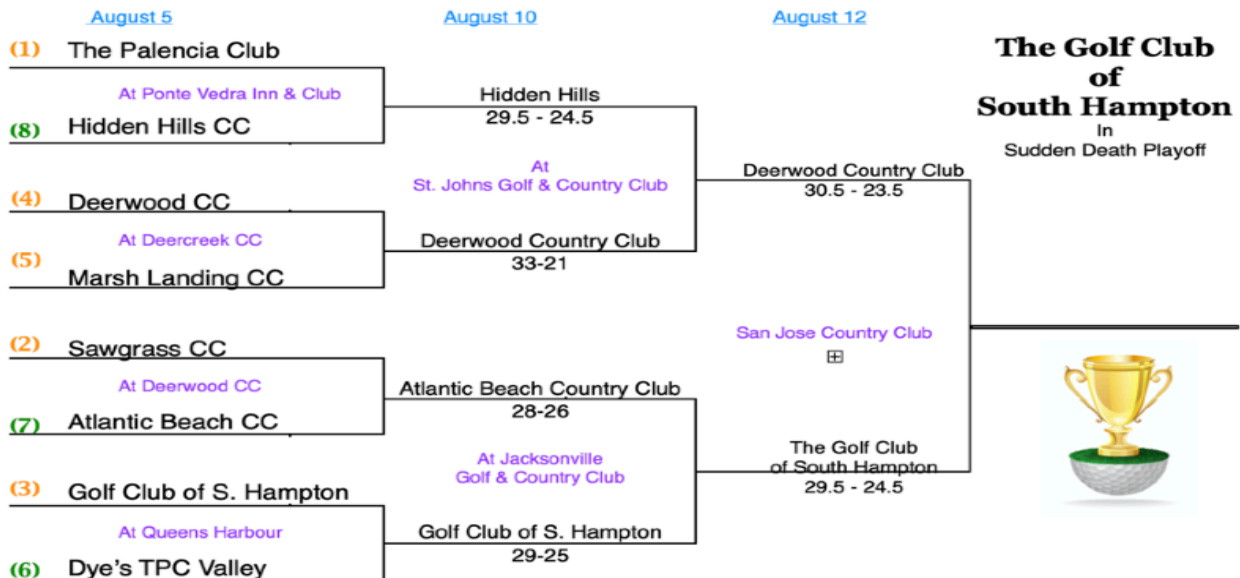 August 5
August 10
August 12
(1) The Palencia Club
At Ponte Vedra Inn & Club
(8) Hidden Hills CC
(4) Deerwood CC
At Deercreek CC
(5) Marsh Landing CC
(2) Sawgrass CC
At Deerwood CC
(7) Atlantic Beach CC
(3) Golf Club of S. Hampton
At Queens Harbour
(6) Dye's TPC Valley
Hidden Hills
29.5 - 24.5
At
St. Johns Golf & Country Club
Deerwood Country Club
33-21
Atlantic Beach Country Club
28-26
At Jacksonville
Golf & Country Club
Golf Club of S. Hampton
29-25
Deerwood Country Club
30.5 - 23.5
San Jose Country Club
The Golf Club
of South Hampton
29.5 - 24.5
The Golf Club
of
South Hampton
In
Sudden Death Playoff